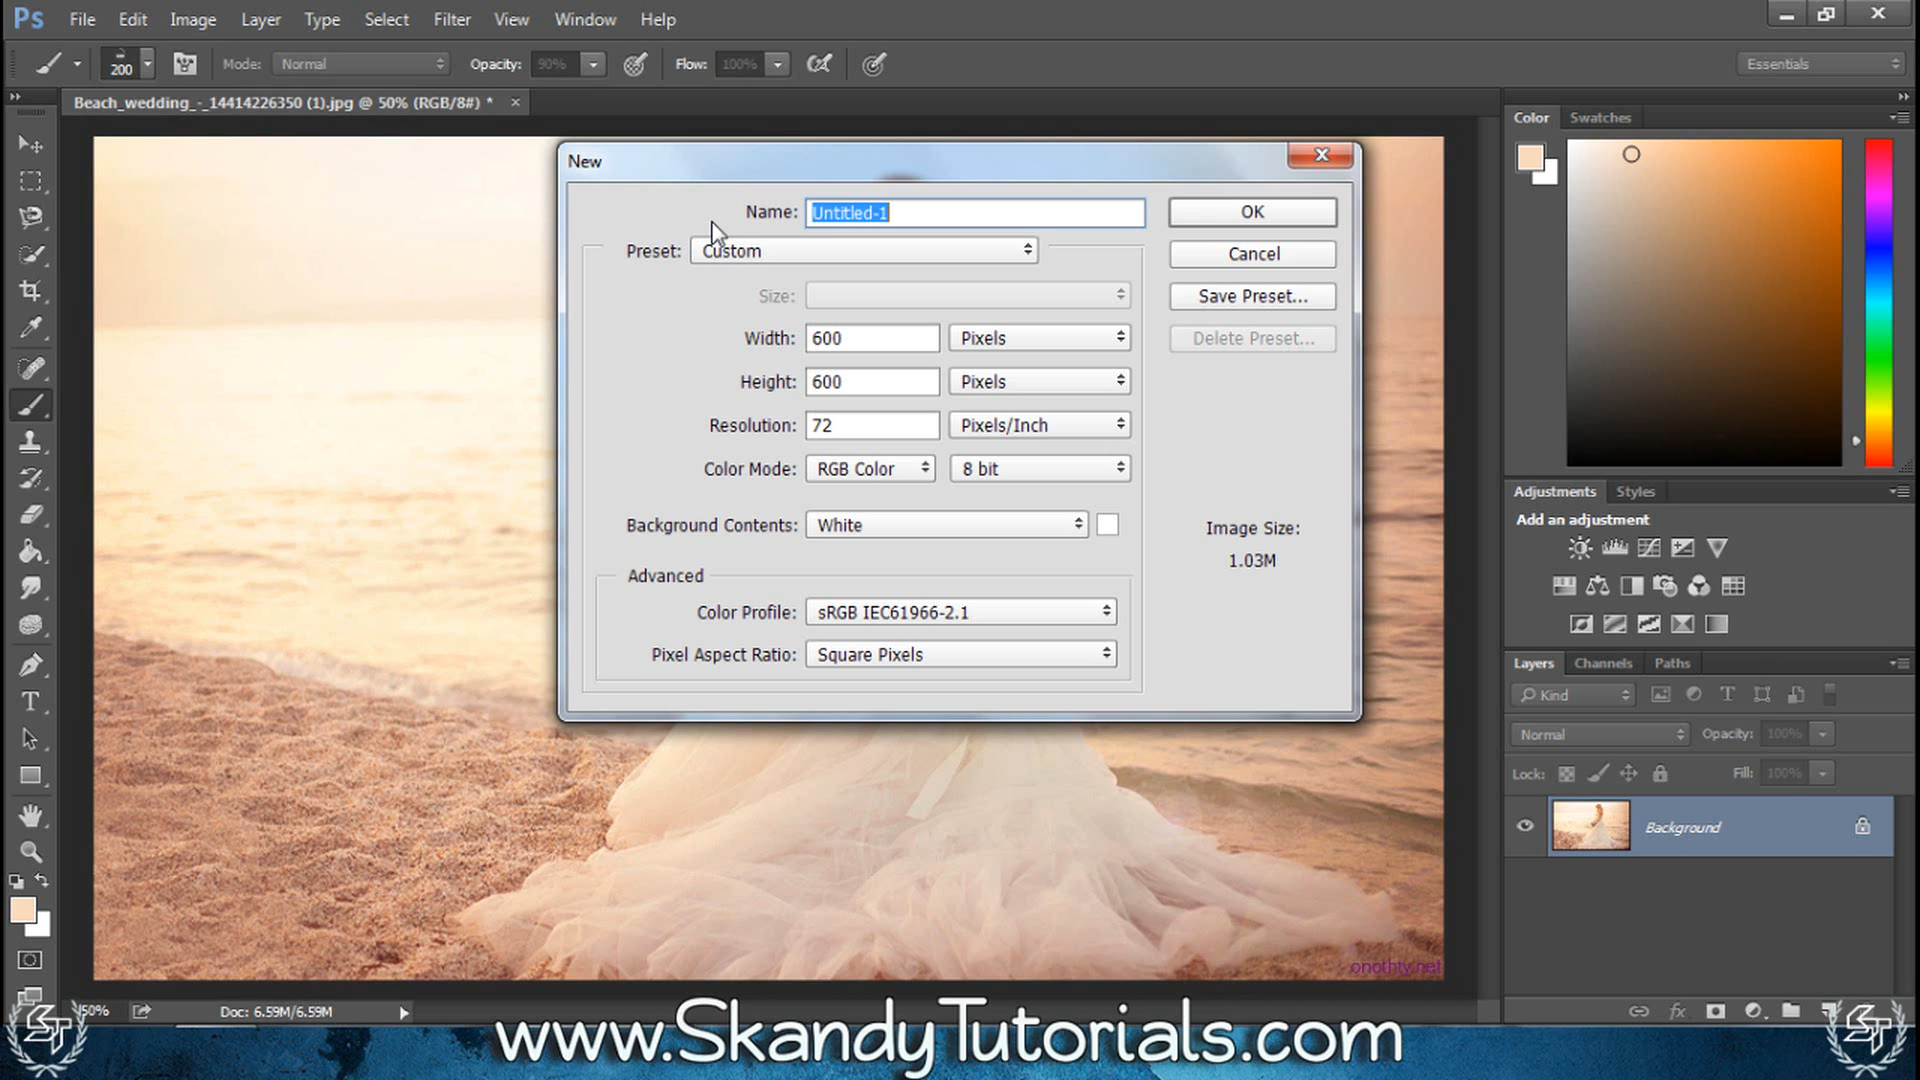 Ps File Edit Image Layer Type Select Filter View Window Help
200 Mode: Normal Opacity: 90% Flow: 100% Essentials
Beach_wedding_-_14414226350 (1).jpg @ 50% (RGB/8#) * ×
New
Name: Untitled-1 OK
Preset: Custom Cancel
Size: Save Preset...
Width: 600 Pixels Delete Preset...
Height: 600 Pixels
Resolution: 72 Pixels/Inch
Color Mode: RGB Color 8 bit
Background Contents: White
Image Size:
1.03M
Advanced
Color Profile: sRGB IEC61966-2.1
Pixel Aspect Ratio: Square Pixels
Color Swatches
Adjustments Styles
Add an adjustment
Layers Channels Paths
Kind
Normal Opacity: 100%
Lock: Fill: 100%
Background
onothty.net
50% Doc: 6.59M/6.59M
fx
www.SkandyTutorials.com
ST
ST